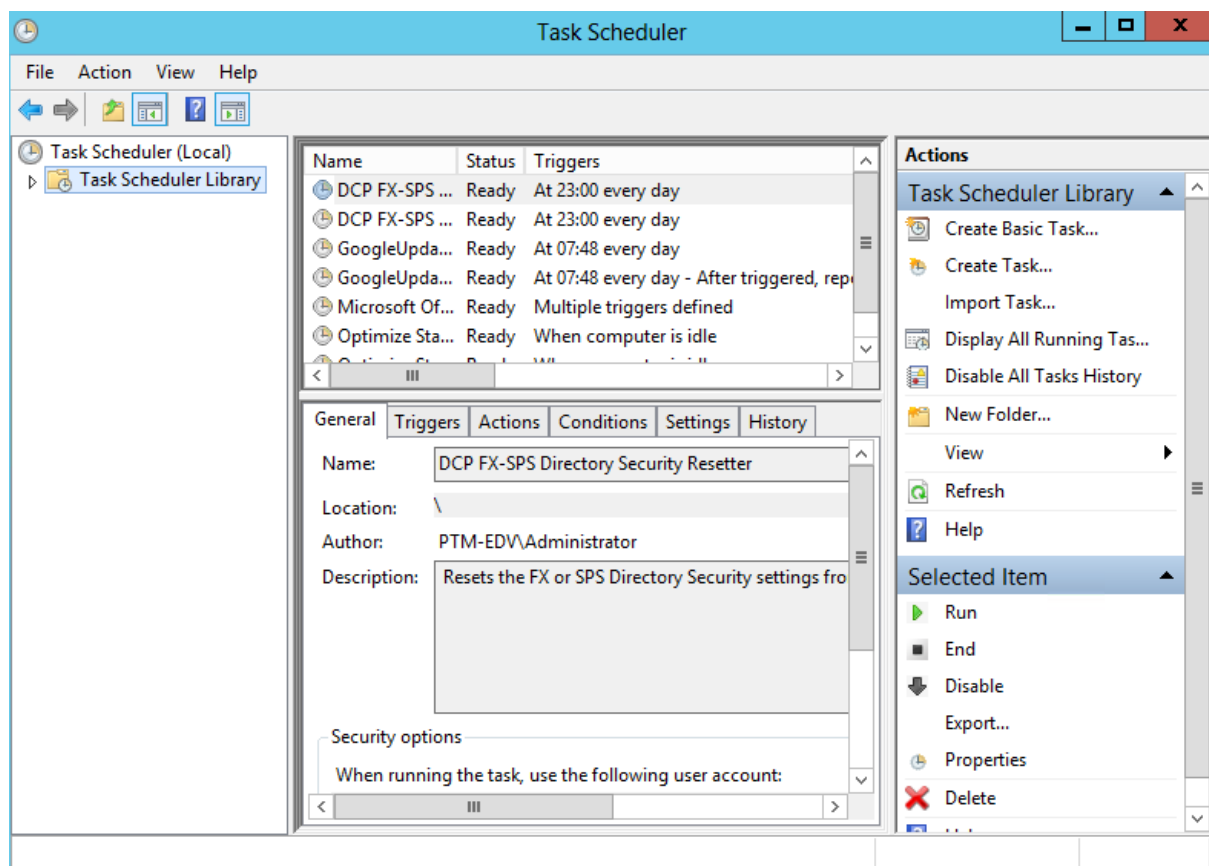 Task Scheduler
File Action View Help
Task Scheduler (Local)
Task Scheduler Library
Name Status Triggers
DCP FX-SPS ... Ready At 23:00 every day
DCP FX-SPS ... Ready At 23:00 every day
GoogleUpda... Ready At 07:48 every day
GoogleUpda... Ready At 07:48 every day - After triggered, repe
Microsoft Of... Ready Multiple triggers defined
Optimize Sta... Ready When computer is idle
General Triggers Actions Conditions Settings History
Name: DCP FX-SPS Directory Security Resetter
Location: \
Author: PTM-EDV\Administrator
Description: Resets the FX or SPS Directory Security settings fro
Security options
When running the task, use the following user account:
Actions
Task Scheduler Library
Create Basic Task...
Create Task...
Import Task...
Display All Running Tas...
Disable All Tasks History
New Folder...
View
Refresh
Help
Selected Item
Run
End
Disable
Export...
Properties
Delete